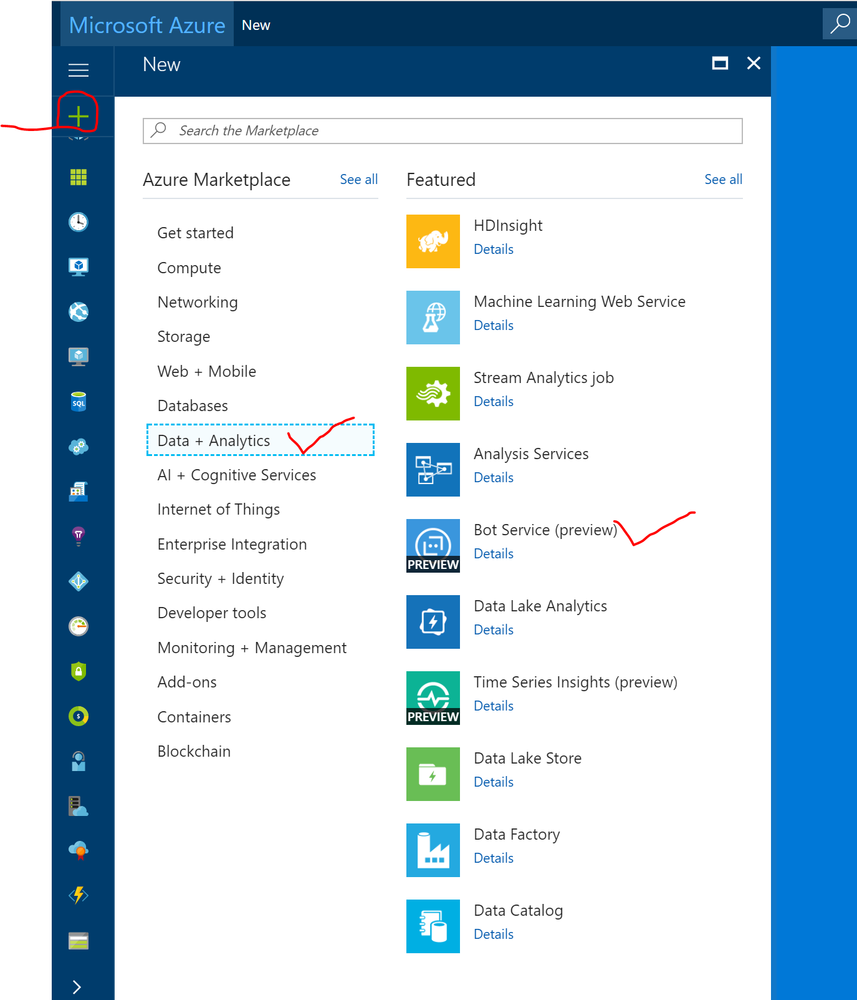 Microsoft Azure New
New
Search the Marketplace
Azure Marketplace See all
Get started
Compute
Networking
Storage
Web + Mobile
Databases
Data + Analytics
AI + Cognitive Services
Internet of Things
Enterprise Integration
Security + Identity
Developer tools
Monitoring + Management
Add-ons
Containers
Blockchain
Featured See all
HDInsight
Details
Machine Learning Web Service
Details
Stream Analytics job
Details
Analysis Services
Details
Bot Service (preview)
Details
PREVIEW
Data Lake Analytics
Details
Time Series Insights (preview)
Details
PREVIEW
Data Lake Store
Details
Data Factory
Details
Data Catalog
Details
SQL
$